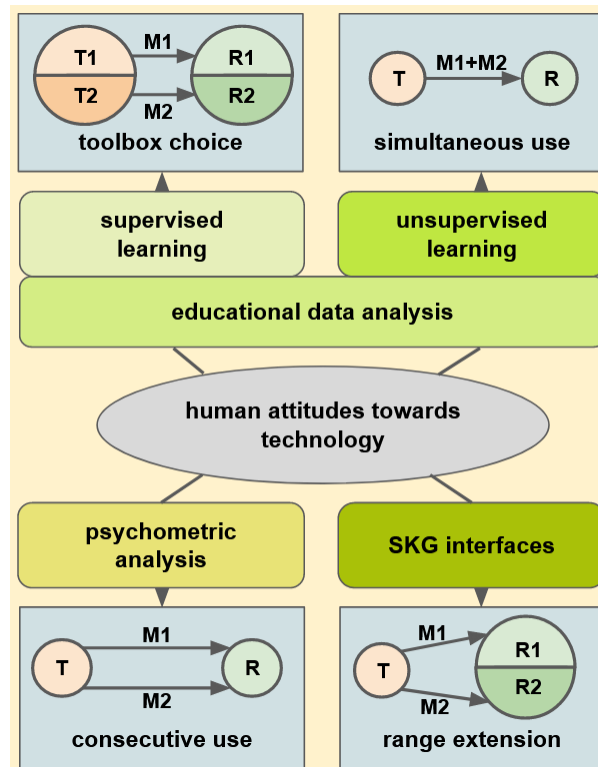 T1
T2
M1
M2
R1
R2
toolbox choice
T
M1+M2
R
simultaneous use
supervised
learning
unsupervised
learning
educational data analysis
human attitudes towards
technology
psychometric
analysis
SKG interfaces
T
M1
M2
R
consecutive use
T
M1
M2
R1
R2
range extension